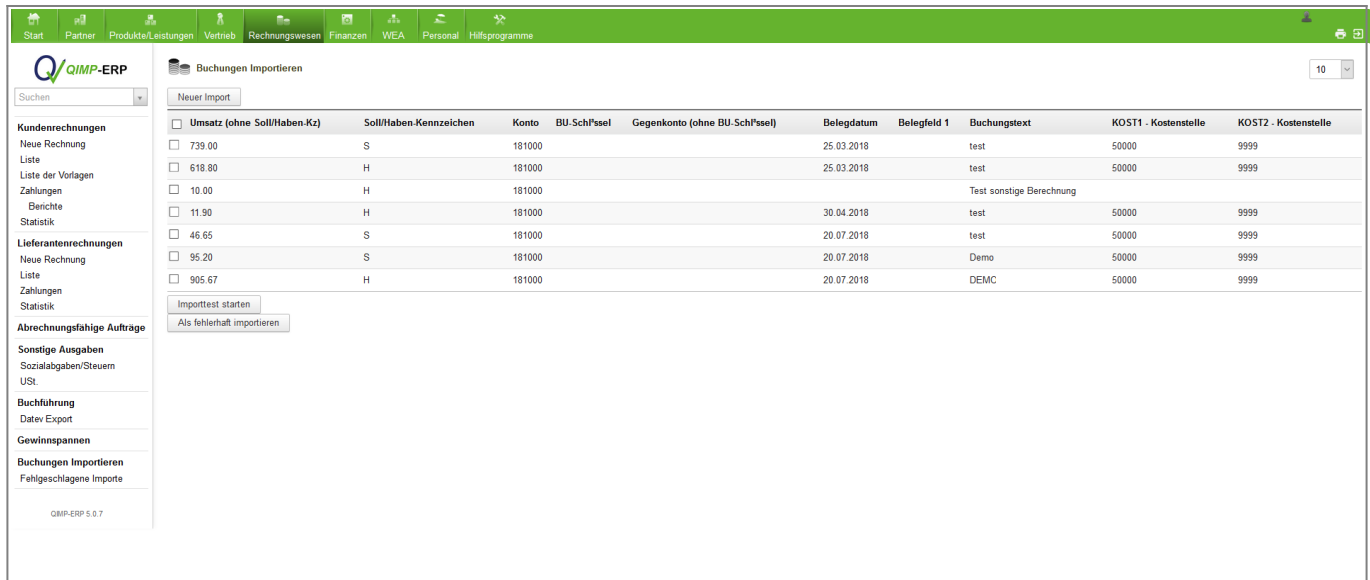 Start Partner Produkte/Leistungen Vertrieb Rechnungswesen Finanzen WEA Personal Hilfsprogramme
QIMP-ERP
Suchen
Kundenrechnungen
Neue Rechnung
Liste
Liste der Vorlagen
Zahlungen
Berichte
Statistik
Lieferantenrechnungen
Neue Rechnung
Liste
Zahlungen
Statistik
Abrechnungsfähige Aufträge
Sonstige Ausgaben
Sozialabgaben/Steuern
USt.
Buchführung
Datev Export
Gewinnspannen
Buchungen Importieren
Fehlgeschlagene Importe
QIMP-ERP 5.0.7
Buchungen Importieren 10
Neuer Import
Umsatz (ohne Soll/Haben-Kz) Soll/Haben-Kennzeichen Konto BU-Schl³ssel Gegenkonto (ohne BU-Schl³ssel) Belegdatum Belegfeld 1 Buchungstext KOST1 - Kostenstelle KOST2 - Kostenstelle
739.00 S 181000 25.03.2018 test 50000 9999
618.80 H 181000 25.03.2018 test 50000 9999
10.00 H 181000 Test sonstige Berechnung
11.90 H 181000 30.04.2018 test 50000 9999
46.65 S 181000 20.07.2018 test 50000 9999
95.20 S 181000 20.07.2018 Demo 50000 9999
905.67 H 181000 20.07.2018 DEMC 50000 9999
Importtest starten
Als fehlerhaft importieren